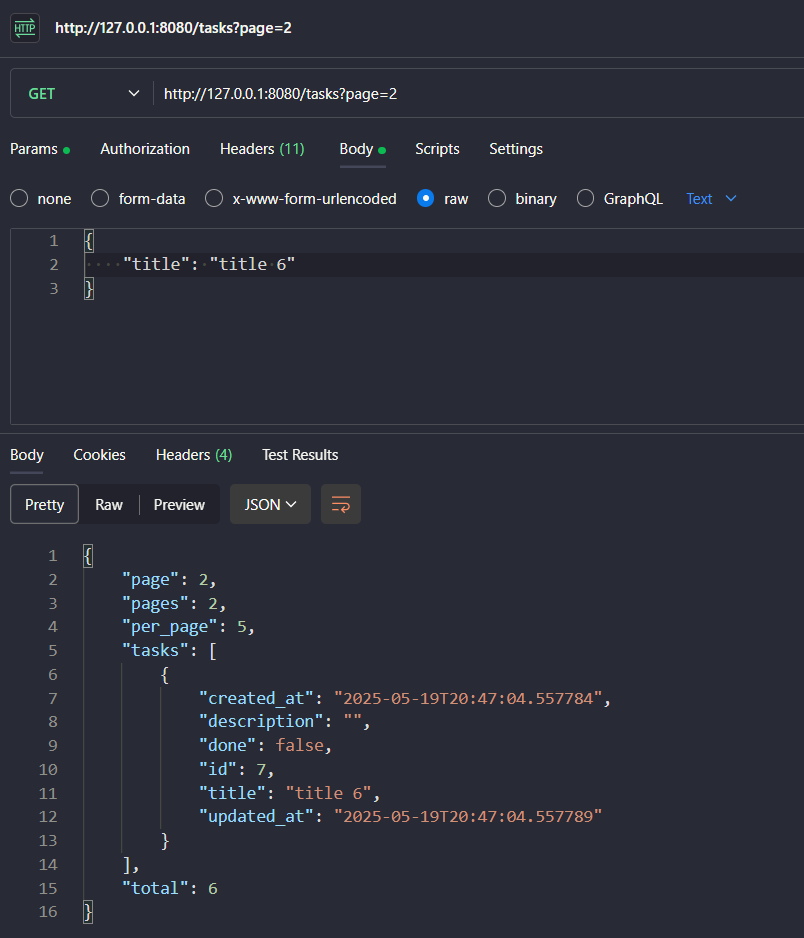 HTTP http://127.0.0.1:8080/tasks?page=2
GET http://127.0.0.1:8080/tasks?page=2
Params Authorization Headers (11) Body Scripts Settings
none form-data x-www-form-urlencoded raw binary GraphQL Text
1 {
2 "title": "title 6"
3 }
Body Cookies Headers (4) Test Results
Pretty Raw Preview JSON
1 {
2 "page": 2,
3 "pages": 2,
4 "per_page": 5,
5 "tasks": [
6 {
7 "created_at": "2025-05-19T20:47:04.557784",
8 "description": "",
9 "done": false,
10 "id": 7,
11 "title": "title 6",
12 "updated_at": "2025-05-19T20:47:04.557789"
13 }
14 ],
15 "total": 6
16 }